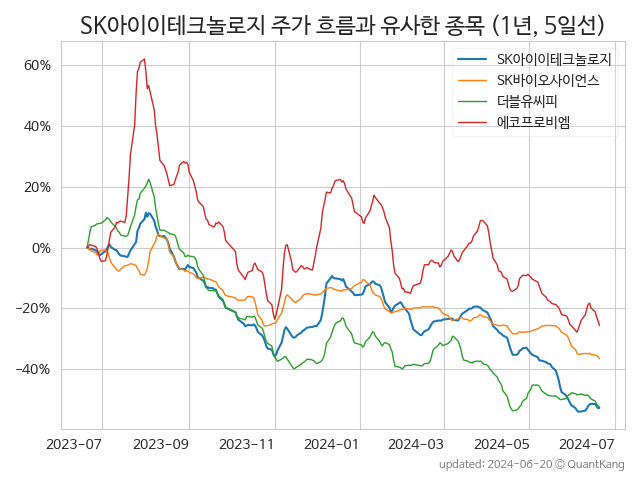 SK아이이테크놀로지 주가 흐름과 유사한 종목 (1년, 5일선)
SK아이이테크놀로지
SK바이오사이언스
더블유씨피
에코프로비엠
60%
40%
20%
0%
−20%
−40%
2023-07
2023-09
2023-11
2024-01
2024-03
2024-05
2024-07
updated: 2024-06-20 © QuantKang